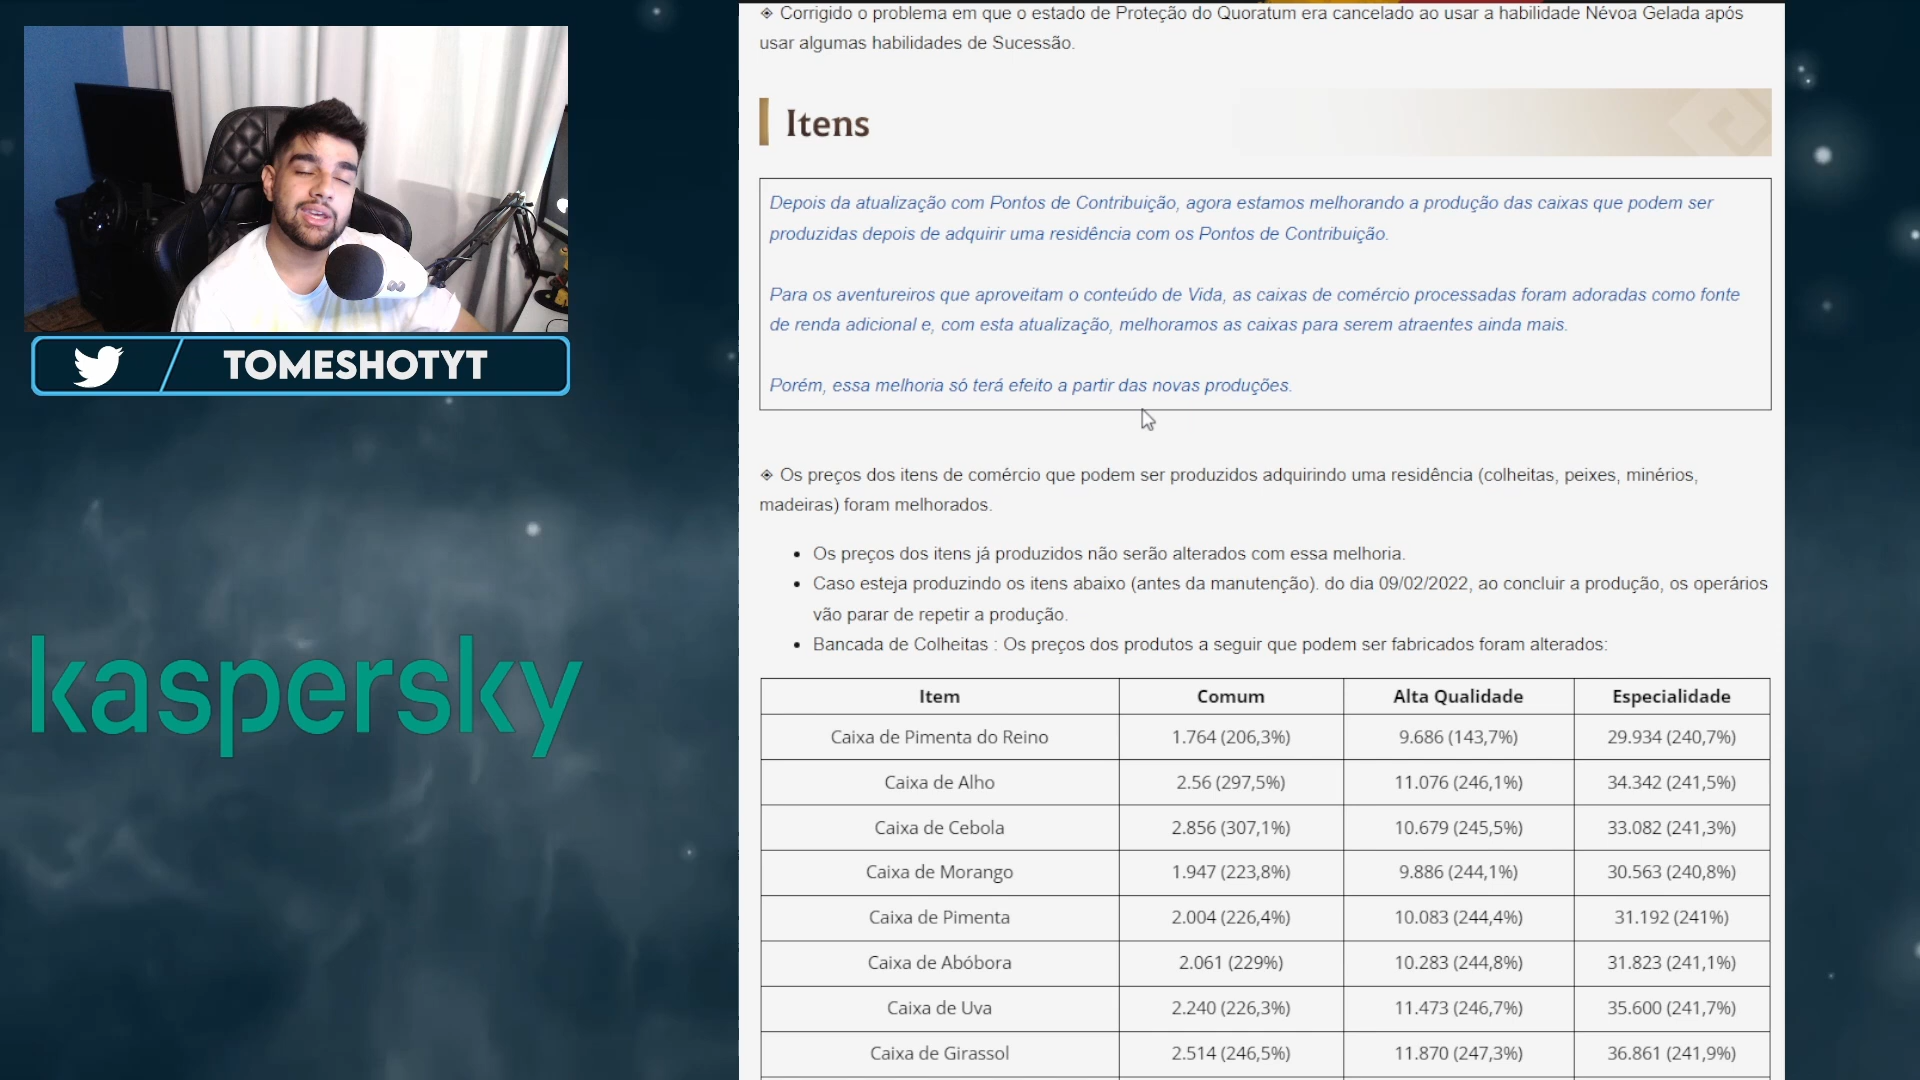 ◈ Corrigido o problema em que o estado de Proteção do Quoratum era cancelado ao usar a habilidade Névoa Gelada após
usar algumas habilidades de Sucessão.
Itens
Depois da atualização com Pontos de Contribuição, agora estamos melhorando a produção das caixas que podem ser
produzidas depois de adquirir uma residência com os Pontos de Contribuição.
Para os aventureiros que aproveitam o conteúdo de Vida, as caixas de comércio processadas foram adoradas como fonte
de renda adicional e, com esta atualização, melhoramos as caixas para serem atraentes ainda mais.
Porém, essa melhoria só terá efeito a partir das novas produções.
TOMESHOTYT
kaspersky
◈ Os preços dos itens de comércio que podem ser produzidos adquirindo uma residência (colheitas, peixes, minérios,
madeiras) foram melhorados.
• Os preços dos itens já produzidos não serão alterados com essa melhoria.
• Caso esteja produzindo os itens abaixo (antes da manutenção). do dia 09/02/2022, ao concluir a produção, os operários
vão parar de repetir a produção.
• Bancada de Colheitas : Os preços dos produtos a seguir que podem ser fabricados foram alterados:
Item Comum Alta Qualidade Especialidade
Caixa de Pimenta do Reino 1.764 (206,3%) 9.686 (143,7%) 29.934 (240,7%)
Caixa de Alho 2.56 (297,5%) 11.076 (246,1%) 34.342 (241,5%)
Caixa de Cebola 2.856 (307,1%) 10.679 (245,5%) 33.082 (241,3%)
Caixa de Morango 1.947 (223,8%) 9.886 (244,1%) 30.563 (240,8%)
Caixa de Pimenta 2.004 (226,4%) 10.083 (244,4%) 31.192 (241%)
Caixa de Abóbora 2.061 (229%) 10.283 (244,8%) 31.823 (241,1%)
Caixa de Uva 2.240 (226,3%) 11.473 (246,7%) 35.600 (241,7%)
Caixa de Girassol 2.514 (246,5%) 11.870 (247,3%) 36.861 (241,9%)